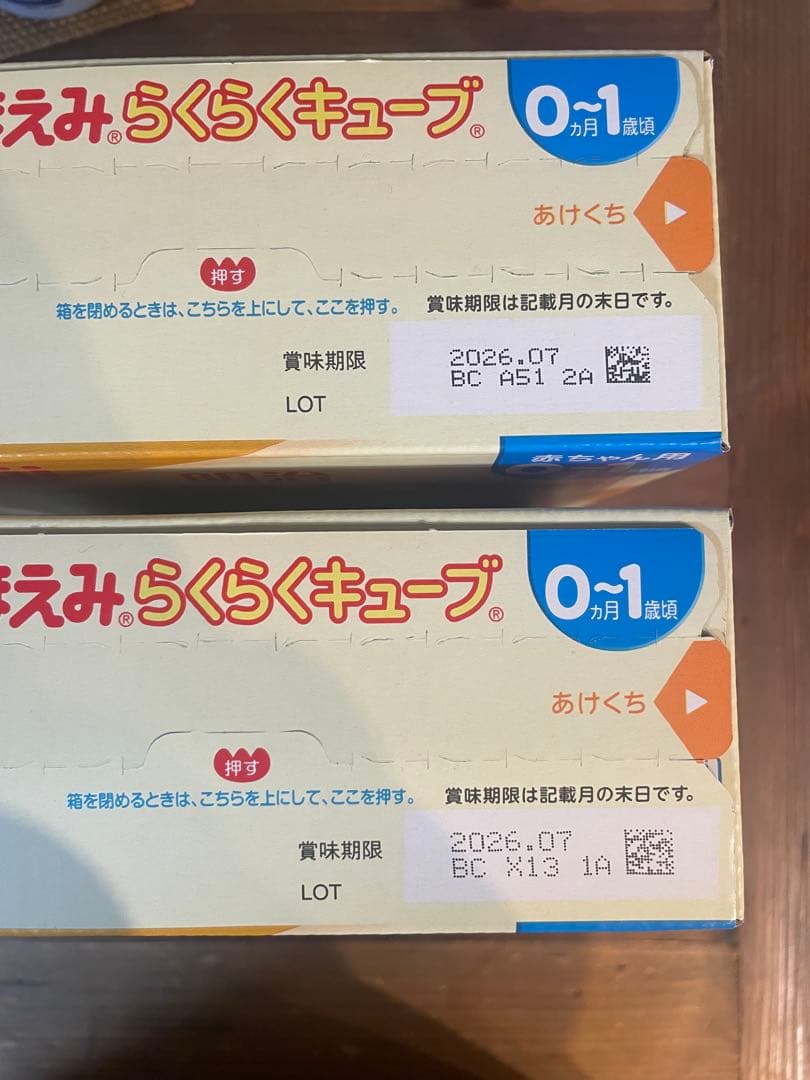 えみ®らくらくキューブ®
0ヵ月~1歳頃
あけくち
押す
箱を閉めるときは、こちらを上にして、ここを押す。
賞味期限は記載月の末日です。
賞味期限 2026.07
LOT BC A51 2A
赤ちゃん用
明治
ほえみ®らくらくキューブ®
0ヵ月~1歳頃
あけくち
押す
箱を閉めるときは、こちらを上にして、ここを押す。
賞味期限は記載月の末日です。
賞味期限 2026.07
LOT BC X13 1A